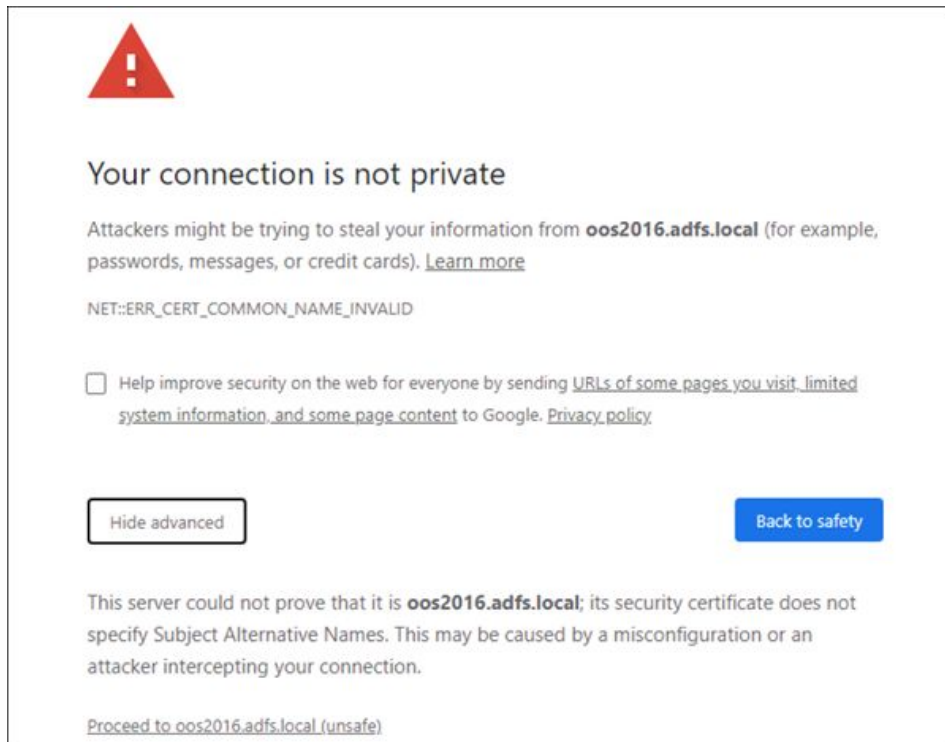 Your connection is not private
Attackers might be trying to steal your information from oos2016.adfs.local (for example,
passwords, messages, or credit cards). Learn more
NET::ERR_CERT_COMMON_NAME_INVALID
Help improve security on the web for everyone by sending URLs of some pages you visit, limited
system information, and some page content to Google. Privacy policy
Hide advanced
Back to safety
This server could not prove that it is oos2016.adfs.local; its security certificate does not
specify Subject Alternative Names. This may be caused by a misconfiguration or an
attacker intercepting your connection.
Proceed to oos2016.adfs.local (unsafe)